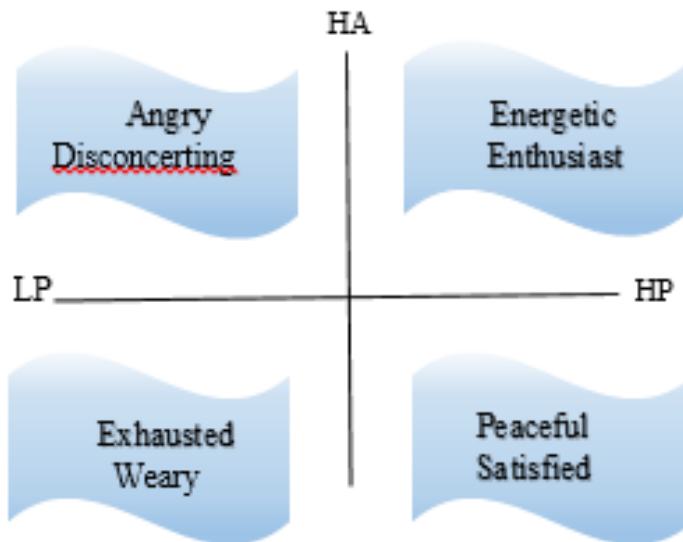 HA
Angry
Disconcerting
Energetic
Enthusiast
LP
HP
Exhausted
Weary
Peaceful
Satisfied